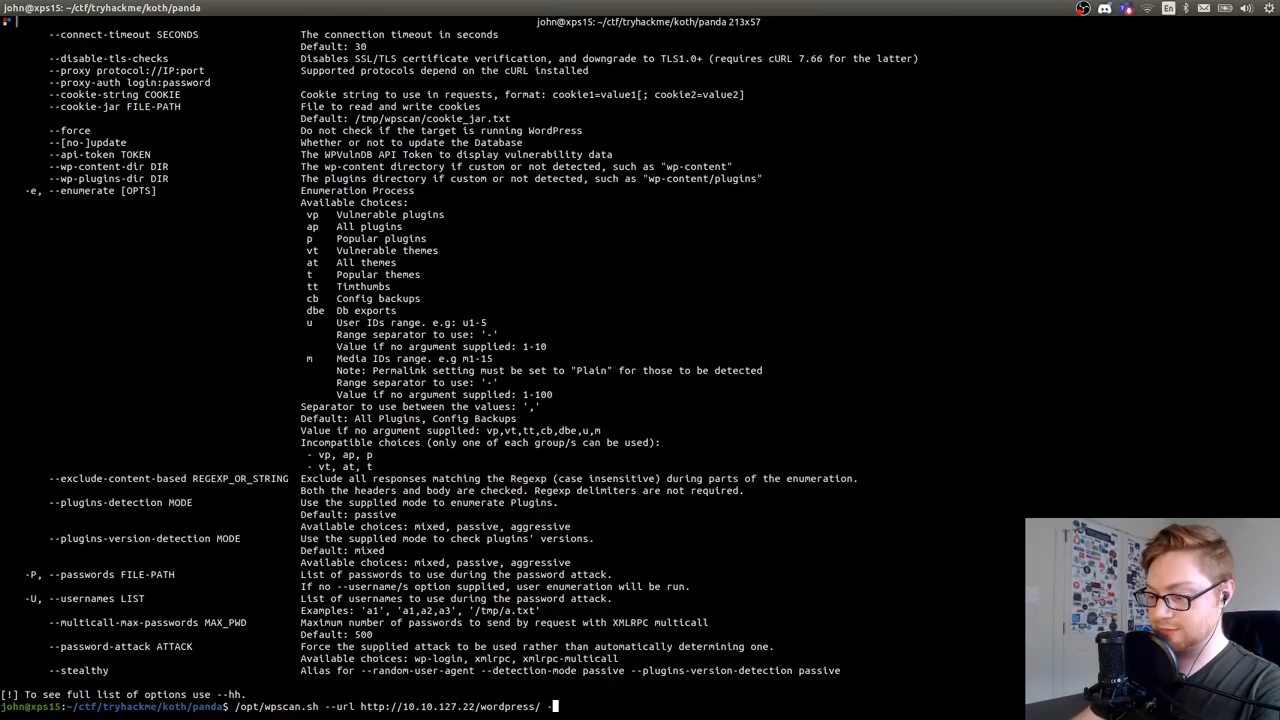 john@xps15: ~/ctf/tryhackme/koth/panda
En
john@xps15: ~/ctf/tryhackme/koth/panda 213x57
--connect-timeout SECONDS The connection timeout in seconds
Default: 30
--disable-tls-checks Disables SSL/TLS certificate verification, and downgrade to TLS1.0+ (requires cURL 7.66 for the latter)
--proxy protocol://IP:port Supported protocols depend on the cURL installed
--proxy-auth login:password
--cookie-string COOKIE Cookie string to use in requests, format: cookie1=value1[; cookie2=value2]
--cookie-jar FILE-PATH File to read and write cookies
Default: /tmp/wpscan/cookie_jar.txt
--force Do not check if the target is running WordPress
--[no-]update Whether or not to update the Database
--api-token TOKEN The WPVulnDB API Token to display vulnerability data
--wp-content-dir DIR The wp-content directory if custom or not detected, such as "wp-content"
--wp-plugins-dir DIR The plugins directory if custom or not detected, such as "wp-content/plugins"
-e, --enumerate [OPTS] Enumeration Process
Available Choices:
vp Vulnerable plugins
ap All plugins
p Popular plugins
vt Vulnerable themes
at All themes
t Popular themes
tt Timthumbs
cb Config backups
dbe Db exports
u User IDs range. e.g: u1-5
Range separator to use: '-'
Value if no argument supplied: 1-10
m Media IDs range. e.g m1-15
Note: Permalink setting must be set to "Plain" for those to be detected
Range separator to use: '-'
Value if no argument supplied: 1-100
Separator to use between the values: ','
Default: All Plugins, Config Backups
Value if no argument supplied: vp,vt,tt,cb,dbe,u,m
Incompatible choices (only one of each group/s can be used):
- vp, ap, p
- vt, at, t
--exclude-content-based REGEXP_OR_STRING Exclude all responses matching the Regexp (case insensitive) during parts of the enumeration.
Both the headers and body are checked. Regexp delimiters are not required.
--plugins-detection MODE Use the supplied mode to enumerate Plugins.
Default: passive
Available choices: mixed, passive, aggressive
--plugins-version-detection MODE Use the supplied mode to check plugins' versions.
Default: mixed
Available choices: mixed, passive, aggressive
-P, --passwords FILE-PATH List of passwords to use during the password attack.
If no --username/s option supplied, user enumeration will be run.
-U, --usernames LIST List of usernames to use during the password attack.
Examples: 'a1', 'a1,a2,a3', '/tmp/a.txt'
--multicall-max-passwords MAX_PWD Maximum number of passwords to send by request with XMLRPC multicall
Default: 500
--password-attack ATTACK Force the supplied attack to be used rather than automatically determining one.
Available choices: wp-login, xmlrpc, xmlrpc-multicall
--stealthy Alias for --random-user-agent --detection-mode passive --plugins-version-detection passive
[!] To see full list of options use --hh.
john@xps15:~/ctf/tryhackme/koth/panda$ /opt/wpscan.sh --url http://10.10.127.22/wordpress/ -